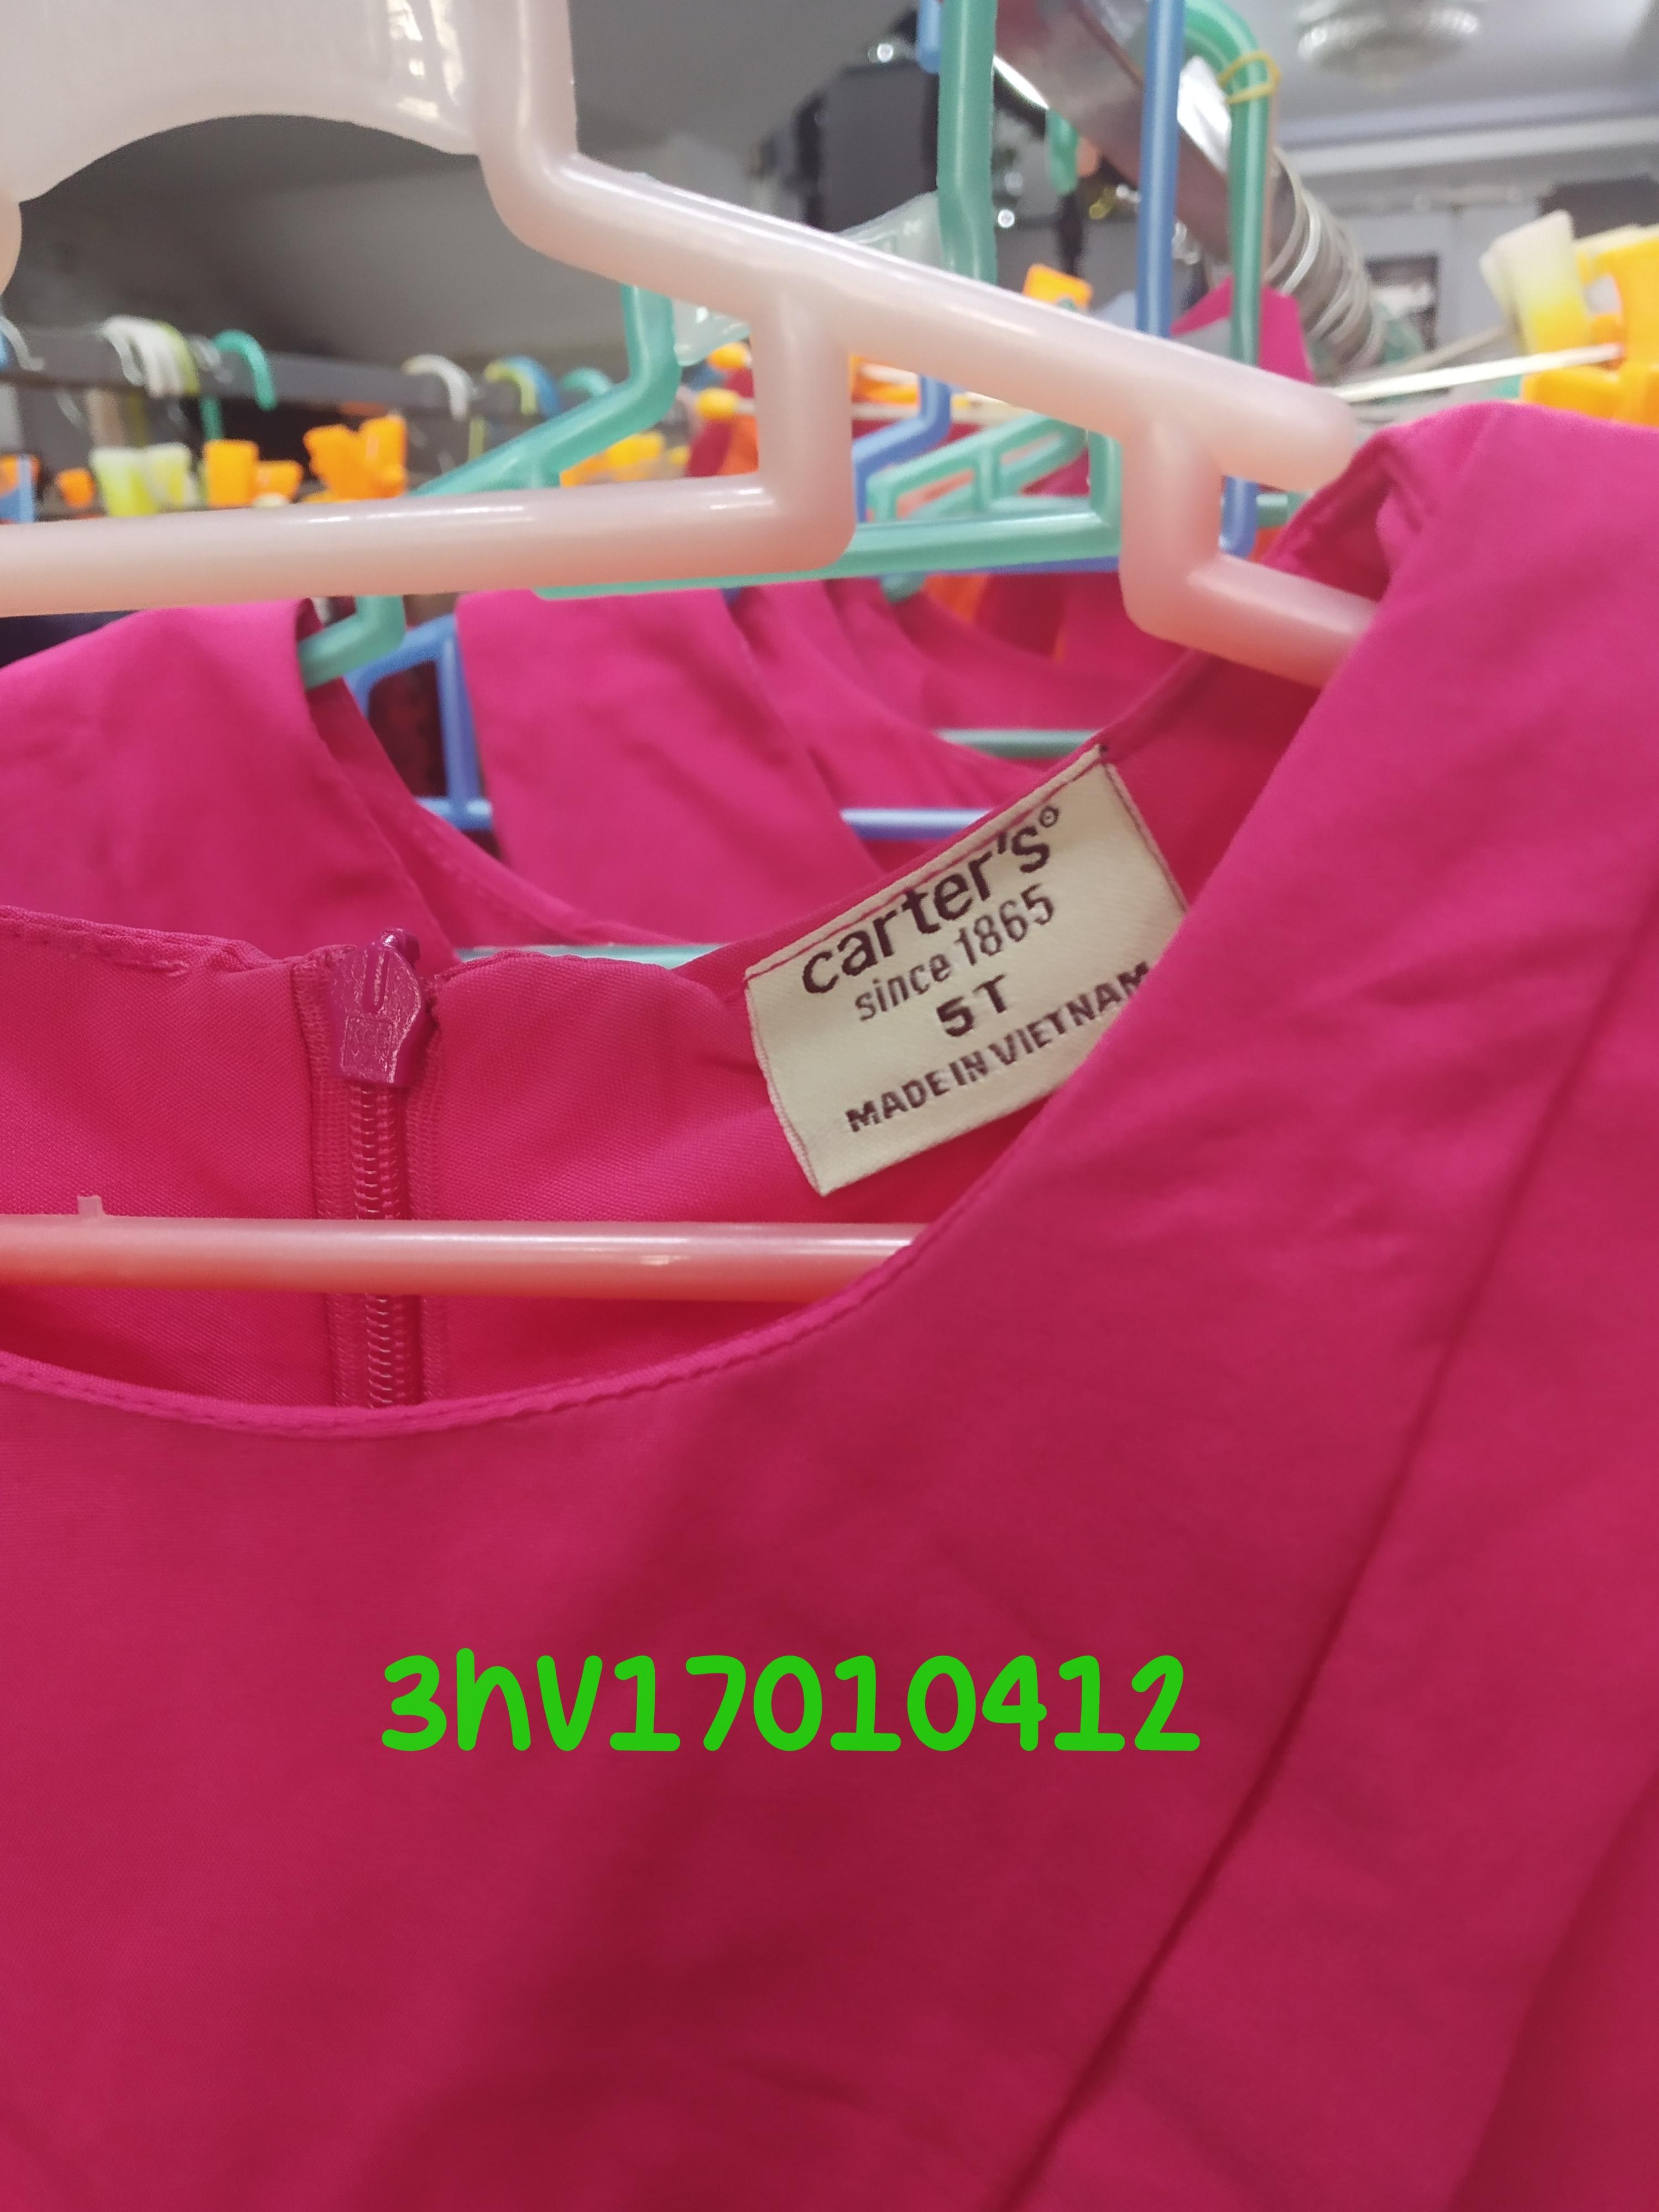 carter's®
since 1865
5T
MADE IN VIETNAM
3hV17010412